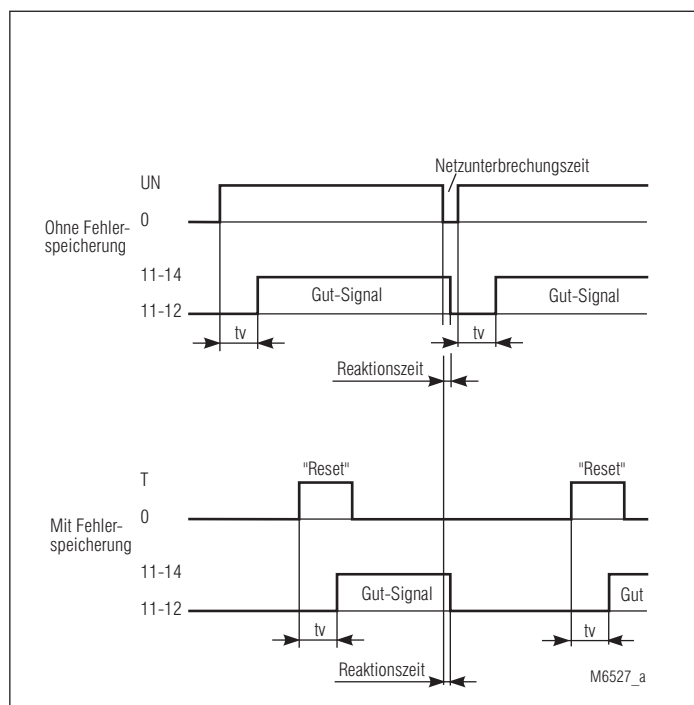 Netzunterbrechungszeit
UN
0
Ohne Fehler-
speicherung
11-14
Gut-Signal
Gut-Signal
11-12
tv
tv
Reaktionszeit
"Reset"
"Reset"
T
0
Mit Fehler-
speicherung
11-14
Gut-Signal
Gut
11-12
tv
tv
Reaktionszeit
M6527_a